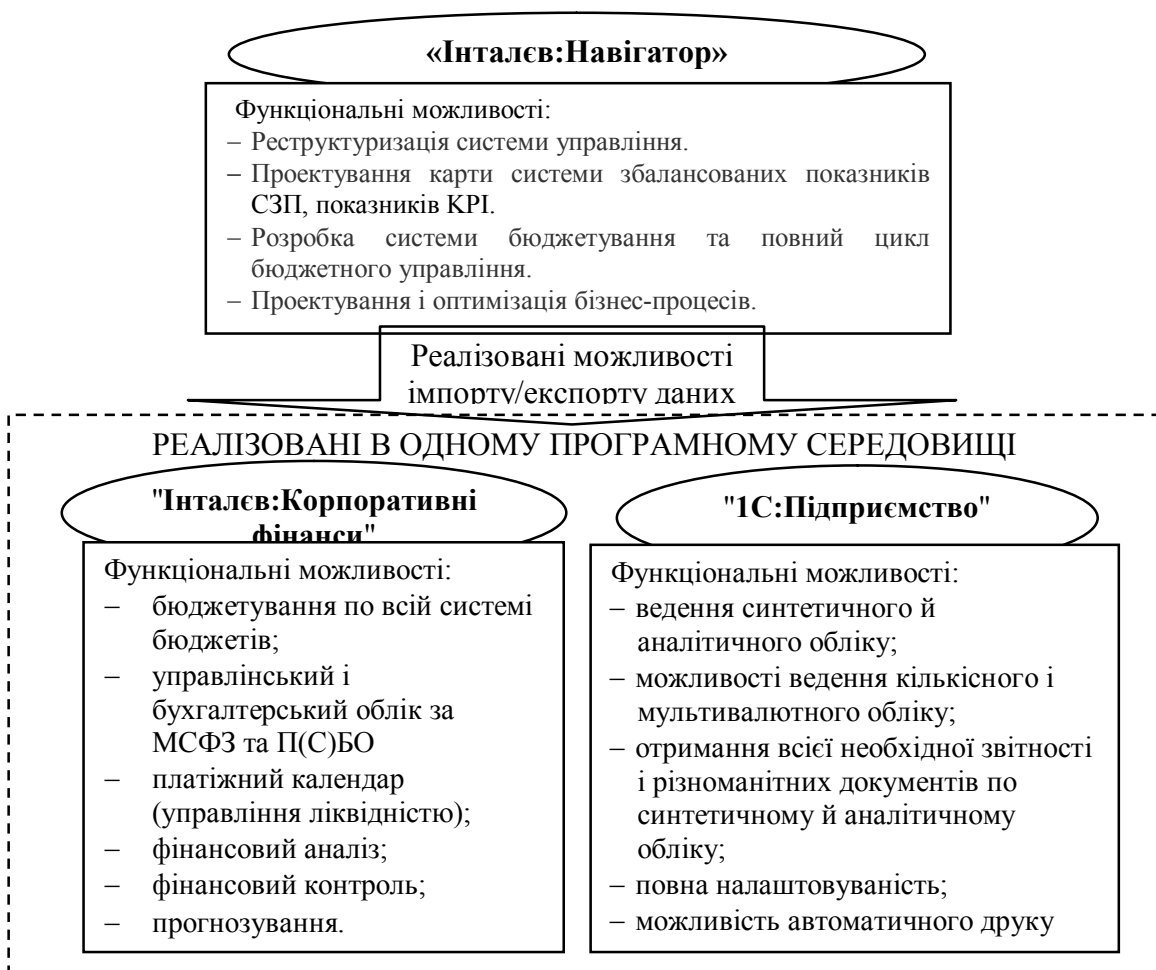 «Інталєв:Навігатор»
Функціональні можливості:
– Реструктуризація системи управління.
– Проектування карти системи збалансованих показників
СЗП, показників KPI.
– Розробка системи бюджетування та повний цикл
бюджетного управління.
– Проектування і оптимізація бізнес-процесів.
Реалізовані можливості
імпорту/експорту даних
РЕАЛІЗОВАНІ В ОДНОМУ ПРОГРАМНОМУ СЕРЕДОВИЩІ
"Інталєв:Корпоративні
фінанси"
Функціональні можливості:
– бюджетування по всій системі
бюджетів;
– управлінський і
бухгалтерський облік за
МСФЗ та П(С)БО
– платіжний календар
(управління ліквідністю);
– фінансовий аналіз;
– фінансовий контроль;
– прогнозування.
"1С:Підприємство"
Функціональні можливості:
– ведення синтетичного й
аналітичного обліку;
– можливості ведення кількісного і
мультивалютного обліку;
– отримання всієї необхідної звітності
і різноманітних документів по
синтетичному й аналітичному
обліку;
– повна налаштовуваність;
– можливість автоматичного друку